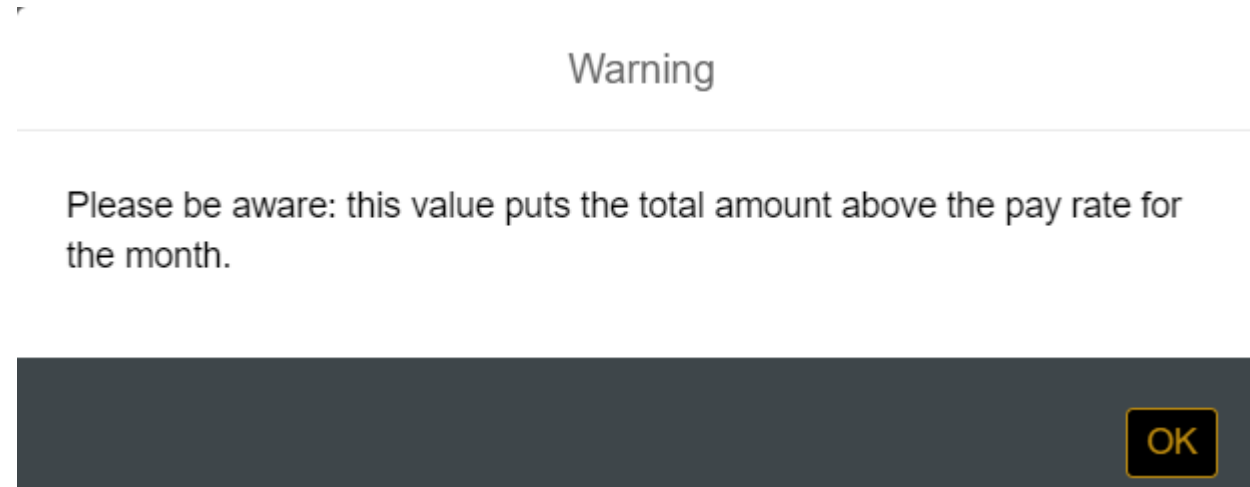 Warning
Please be aware: this value puts the total amount above the pay rate for
the month.
OK